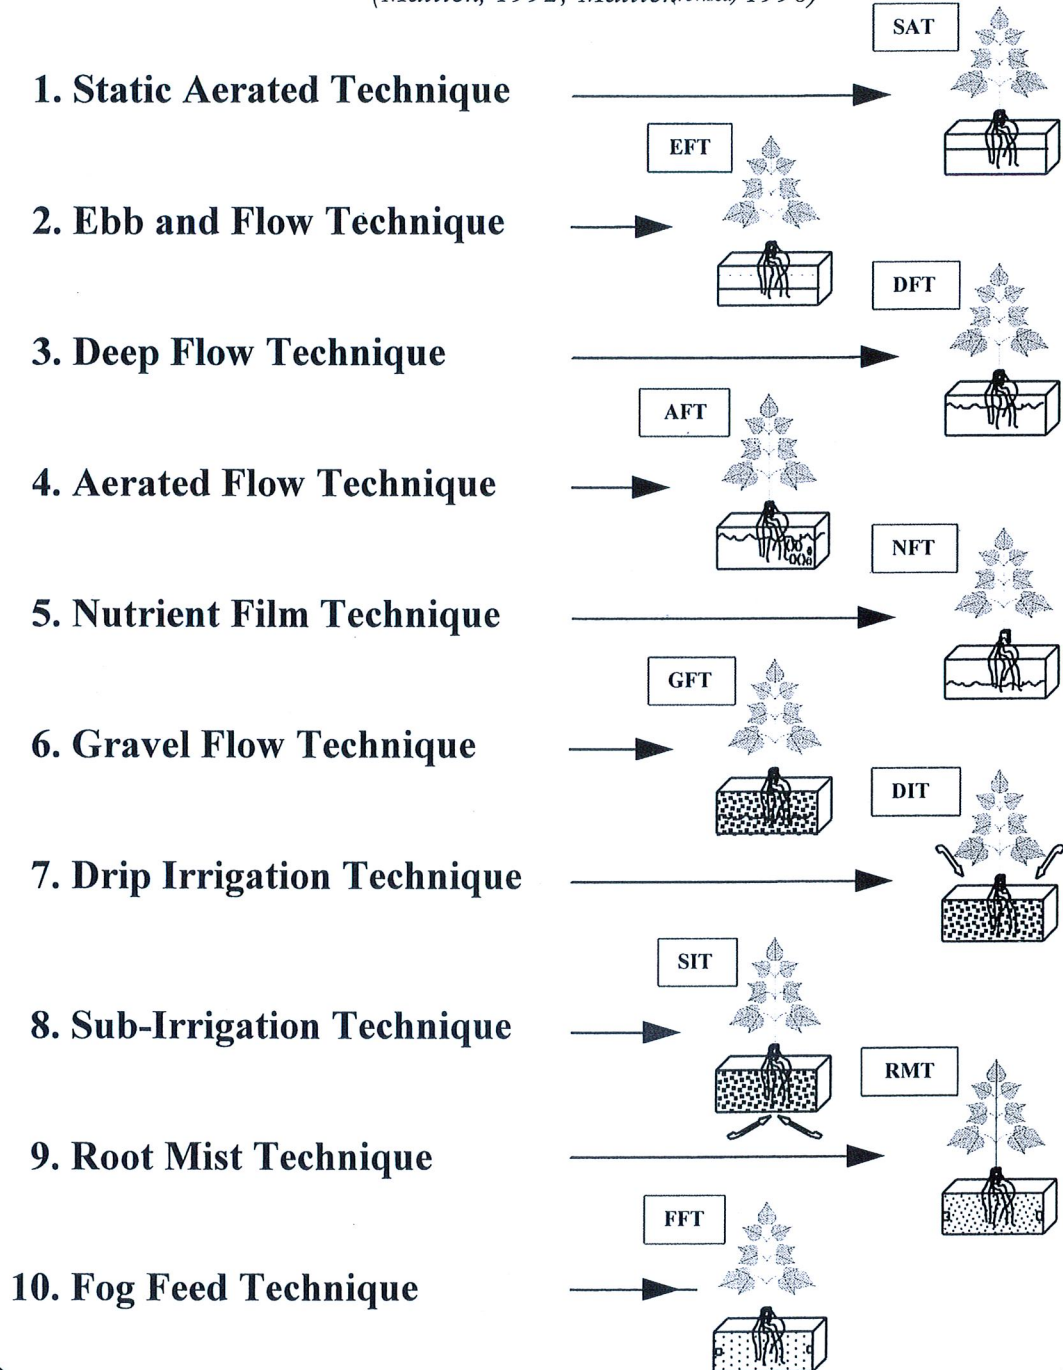 1992;
1996)
SAT
1. Static Aerated Technique
EFT
2. Ebb and Flow Technique
DFT
3. Deep Flow Technique
AFT
4. Aerated Flow Technique
NFT
5. Nutrient Film Technique
GFT
6. Gravel Flow Technique
DIT
7. Drip Irrigation Technique
SIT
8. Sub-Irrigation Technique
RMT
9. Root Mist Technique
FFT
10. Fog Feed Technique